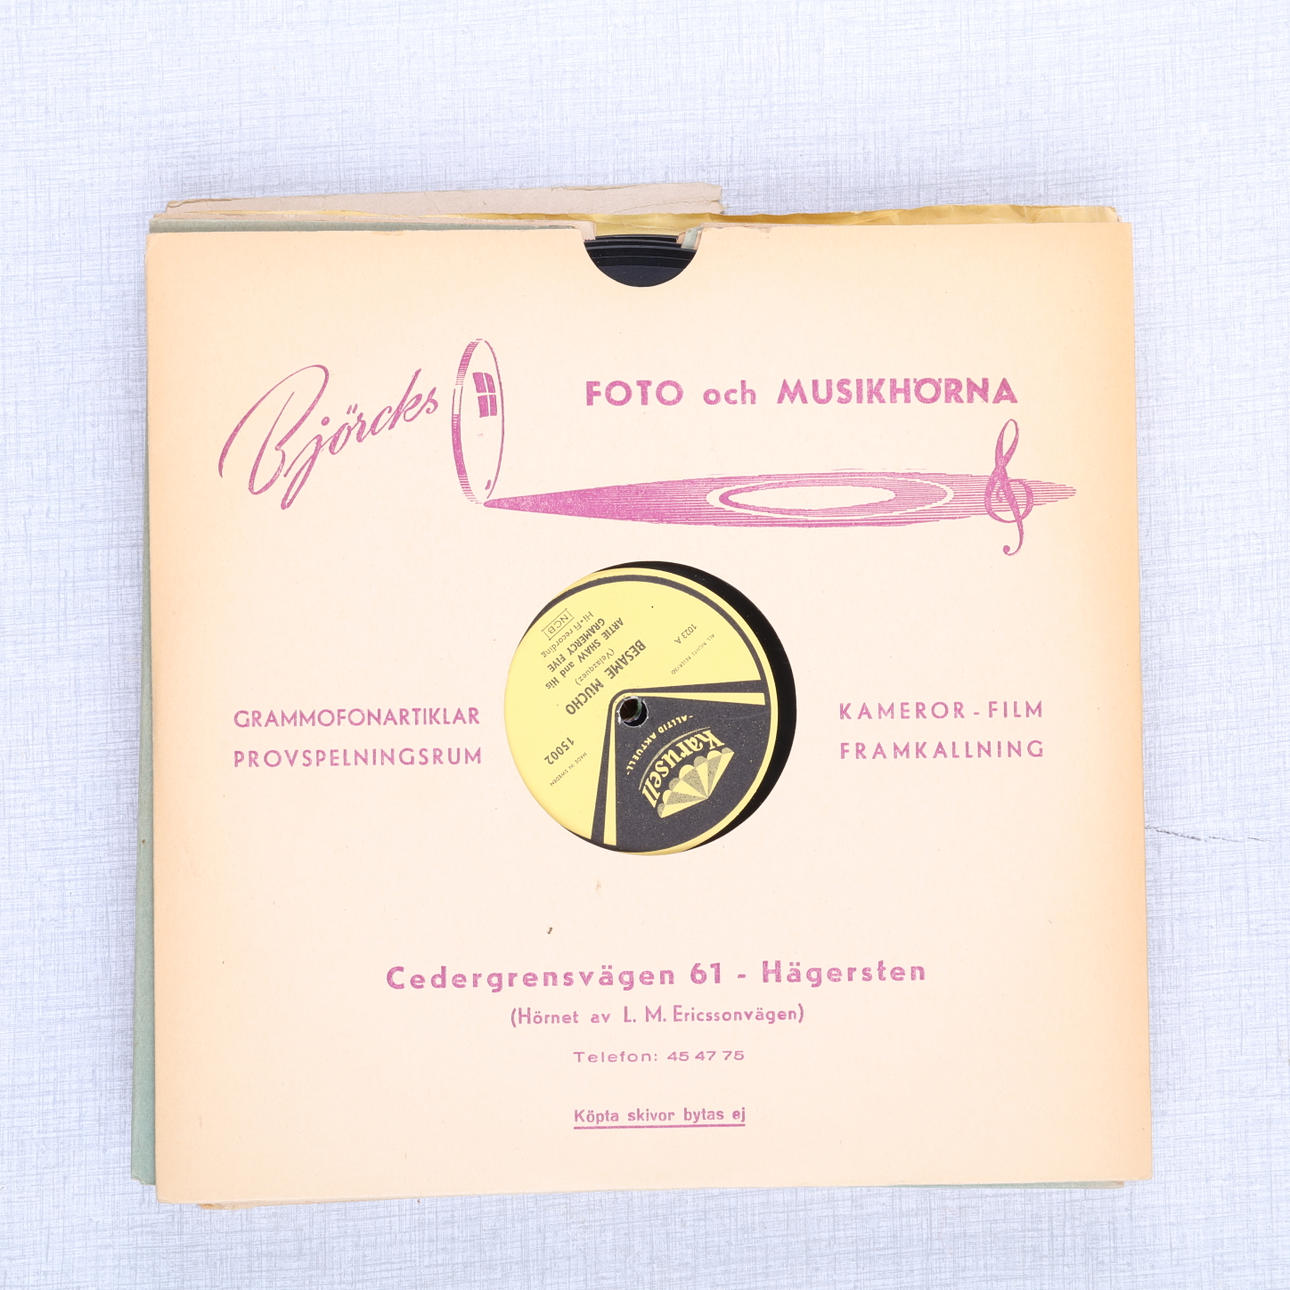 Björcks
FOTO och MUSIKHÖRNA
GRAMMOFONARTIKLAR
PROVSPELNINGSRUM
KAMEROR - FILM
FRAMKALLNING
Karusell
-ALLTID AKTUELL-
MADE IN SWEDEN
15002
1023 A
BESAME MUCHO
(Velazquez)
ARTIE SHAW and His
GRAMERCY FIVE
Hi-Fi recording
NCB
Cedergrensvägen 61 - Hägersten
(Hörnet av L. M. Ericssonvägen)
Telefon: 45 47 75
Köpta skivor bytas ej